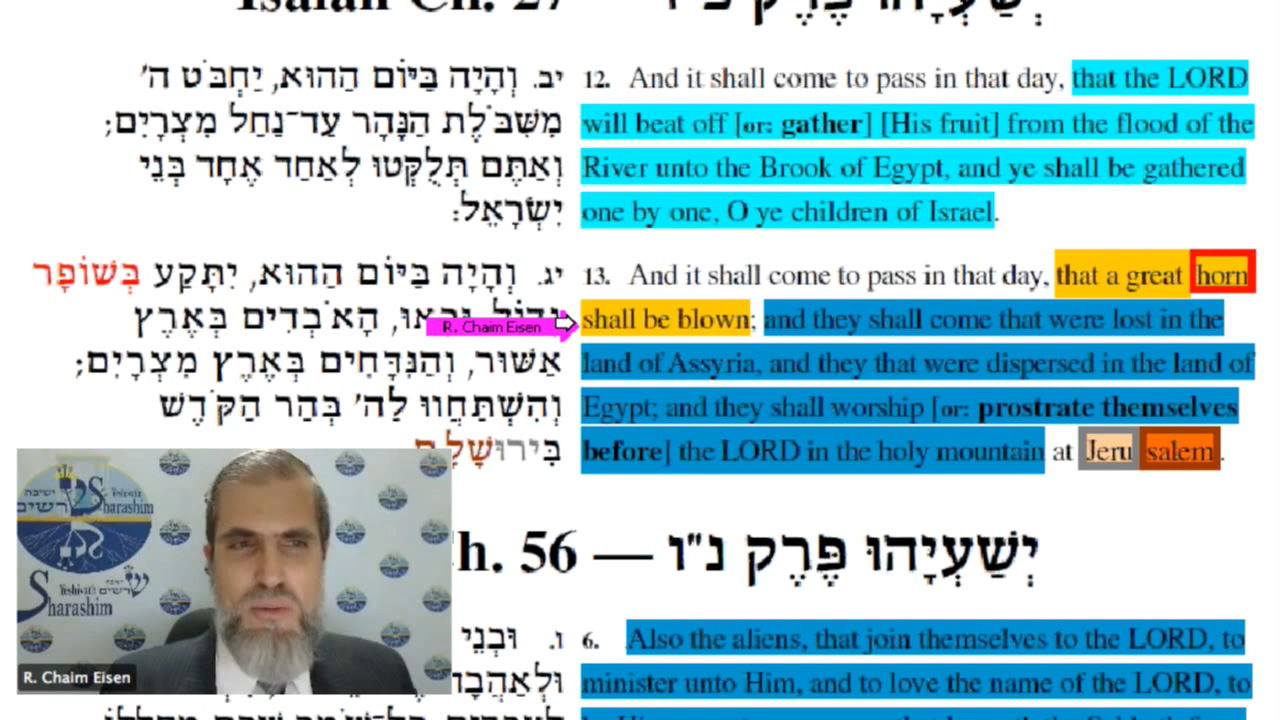 Isaiah Ch. 27 — יְשַׁעְיָהוּ פֶּרֶק כ"ז
יב. וְהָיָה בַּיּוֹם הַהוּא, יַחְבֹּט ה'
מִשִּׁבֹּלֶת הַנָּהָר עַד־נַחַל מִצְרָיִם;
וְאַתֶּם תְּלֻקְּטוּ לְאַחַד אֶחָד בְּנֵי
יִשְׂרָאֵל:
12. And it shall come to pass in that day, that the LORD
will beat off [or: gather] [His fruit] from the flood of the
River unto the Brook of Egypt, and ye shall be gathered
one by one, O ye children of Israel.
יג. וְהָיָה בַּיּוֹם הַהוּא, יִתָּקַע בְּשׁוֹפָר
הָאֹבְדִים בְּאֶרֶץ
אַשּׁוּר, וְהַנִּדָּחִים בְּאֶרֶץ מִצְרָיִם;
וְהִשְׁתַּחֲווּ לַה' בְּהַר הַקֹּדֶשׁ
13. And it shall come to pass in that day, that a great horn
shall be blown; and they shall come that were lost in the
land of Assyria, and they that were dispersed in the land of
Egypt; and they shall worship [or: prostrate themselves
before] the LORD in the holy mountain at Jerusalem.
R. Chaim Eisen
h. 56 — יְשַׁעְיָהוּ פֶּרֶק נ"ו
ו. וּבְנֵי
6. Also the aliens, that join themselves to the LORD, to
minister unto Him, and to love the name of the LORD, to
ישיבת
שרשים
Yeshivat
Sharashim
Yeshivat שרשים
Sharashim
R. Chaim Eisen